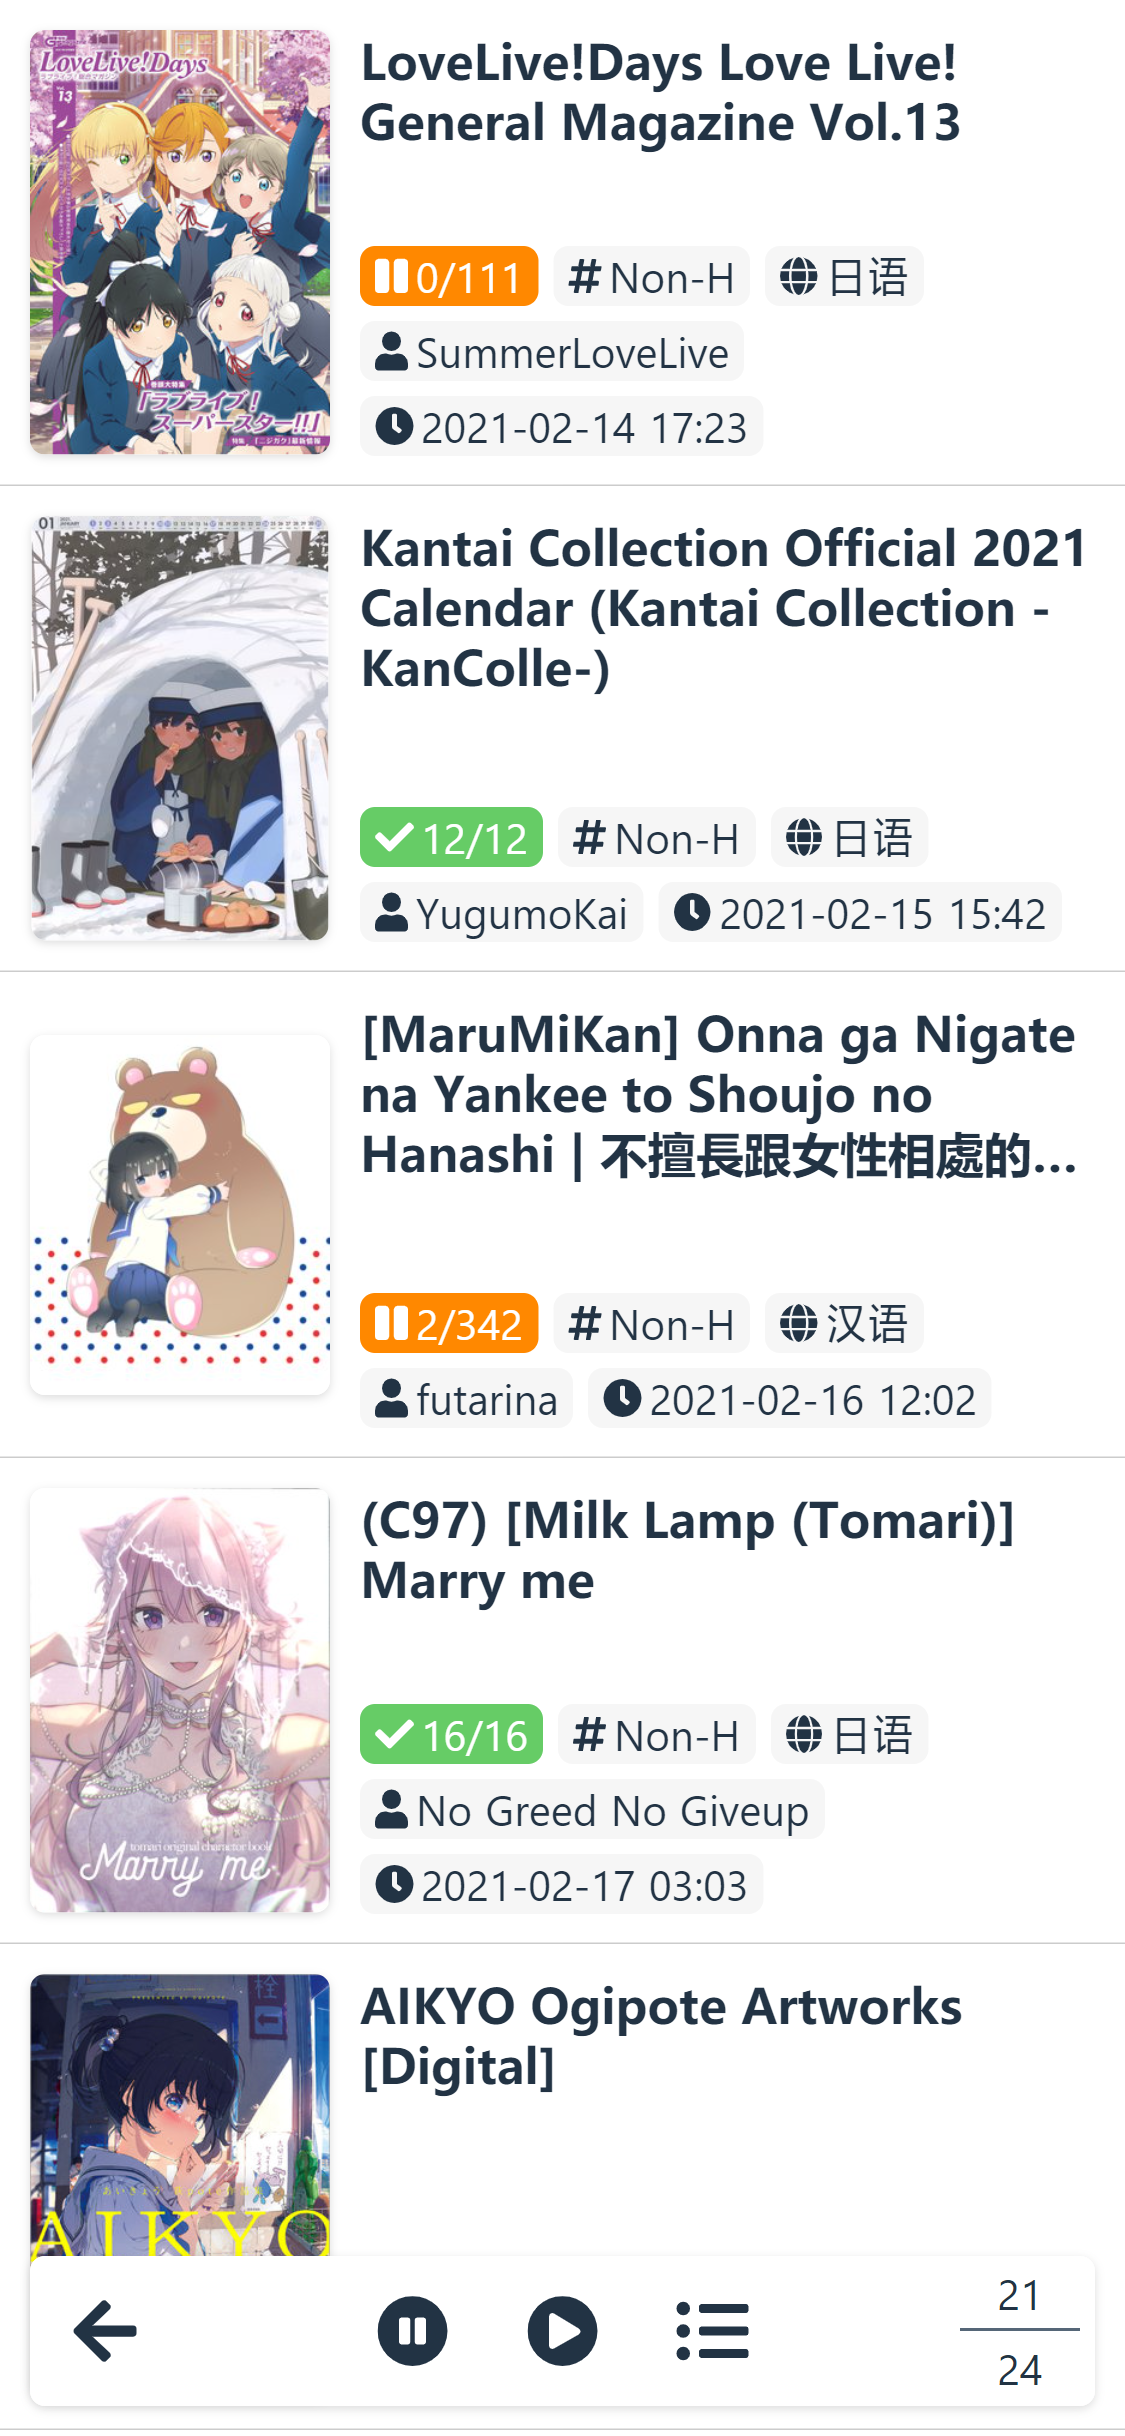 LoveLive!Days
13
「ラブライブ!
スーパースター!!」
LoveLive!Days Love Live!
General Magazine Vol.13
0/111
# Non-H
日语
SummerLoveLive
2021-02-14 17:23
01
Kantai Collection Official 2021
Calendar (Kantai Collection -
KanColle-)
12/12
# Non-H
日语
YugumoKai
2021-02-15 15:42
[MaruMiKan] Onna ga Nigate
na Yankee to Shoujo no
Hanashi | 不擅長跟女性相處的...
2/342
# Non-H
汉语
futarina
2021-02-16 12:02
(C97) [Milk Lamp (Tomari)]
Marry me
16/16
# Non-H
日语
No Greed No Giveup
2021-02-17 03:03
tomari original charactor book
Marry me
AIKYO Ogipote Artworks
[Digital]
AIKYO
21
24